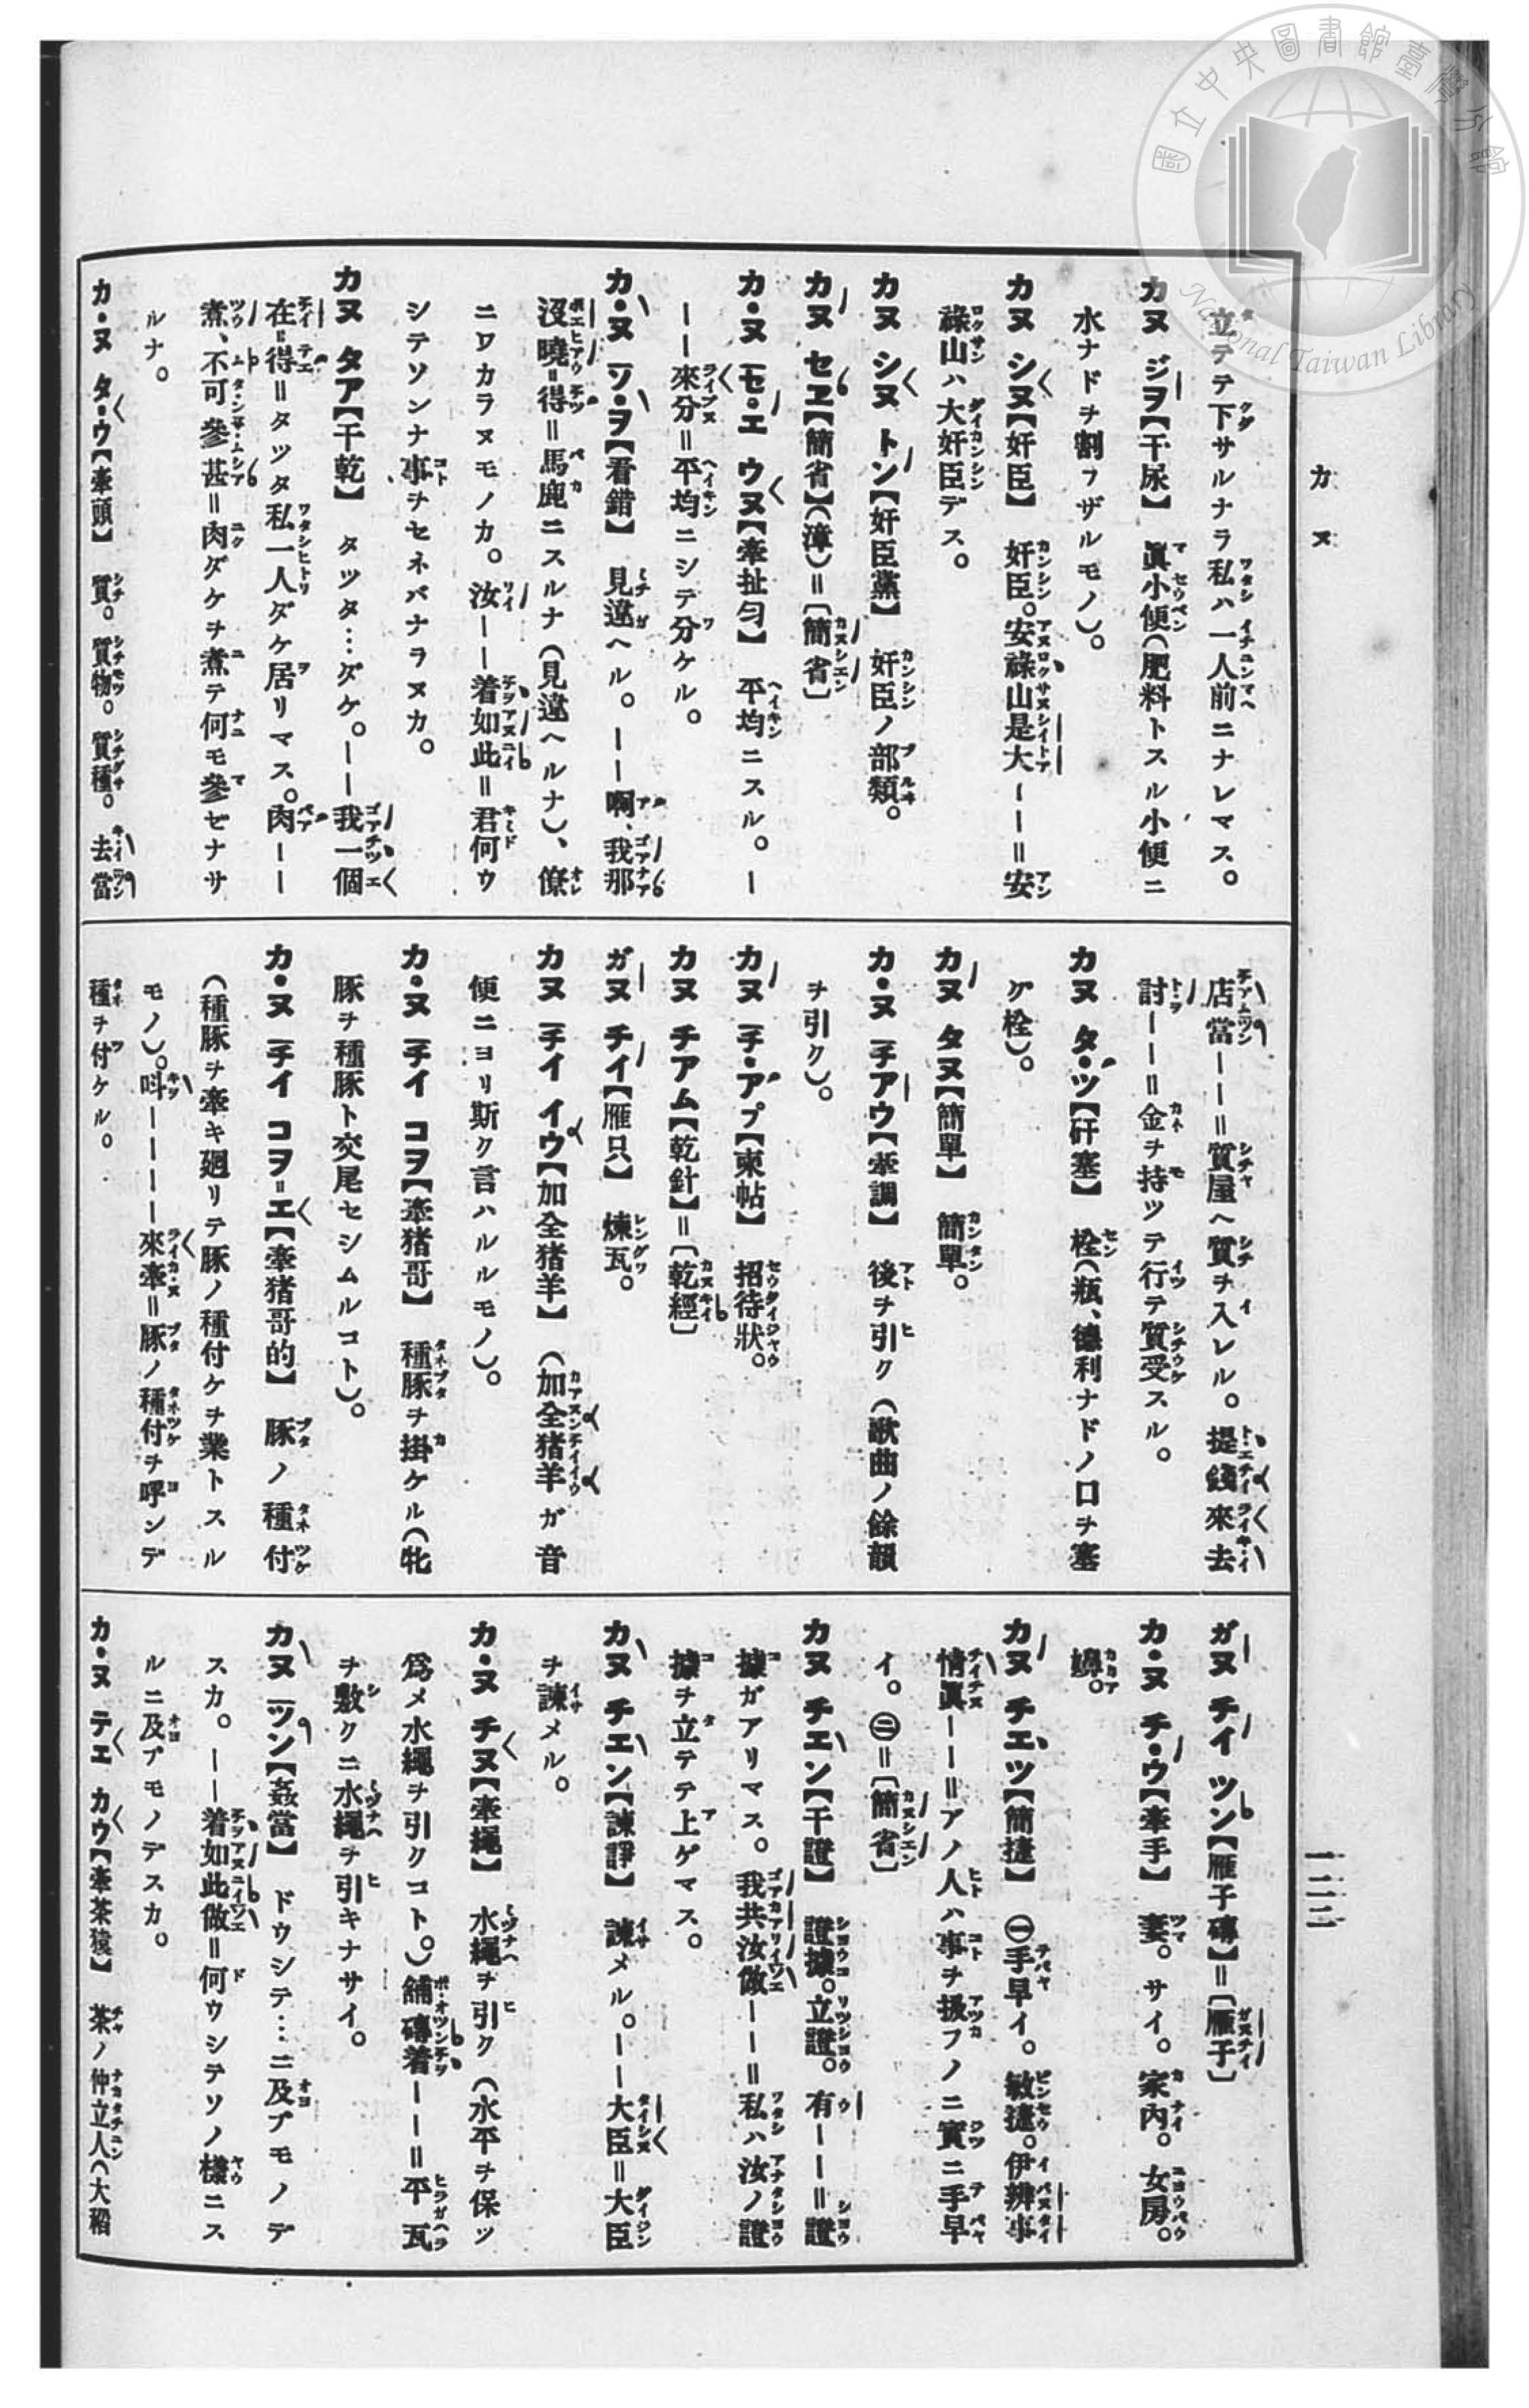 國立中央圖書館臺灣分館
National Taiwan Library
カヌ
一二二
立テテ下サルナラ私ハ一人前ニナレマス。
カヌ ジヲ【干尿】 眞小便(肥料トスル小便ニ
水ナドヲ割フザルモノ)。
カヌ シヌ【奸臣】 奸臣。安祿山是大ーー=安
祿山ハ大奸臣デス。
カヌ シヌ トン【奸臣黨】 奸臣ノ部類。
カヌ セエ【簡省】(漳)=〔簡省〕
カ・ヌ セ・エ ウヌ【牽扯勻】 平均ニスル。ー
ーー來分=平均ニシテ分ケル。
カ・ヌ ツ・ヲ【看錯】 見違ヘル。ーー啊、我那
沒曉得=馬鹿ニスルナ(見違ヘルナ)、僚
ニワカラヌモノカ。汝ーー着如此=君何ウ
シテソンナ事ヲセネバナラヌカ。
カヌ タア【干乾】 タツタ…ダケ。ーー我一個
在得=タツタ私一人ダケ居リマス。肉ーー
煮、不可參甚=肉ダケヲ煮テ何モ參ゼナサ
ルナ。
カ・ヌ タ・ウ【牽頭】 質。質物。質種。去當
店當ーー=質屋ヘ質ヲ入レル。提錢來去
討ーー=金ヲ持ツテ行テ質受スル。
カヌ タ・ツ【矸塞】 栓(瓶、德利ナドノ口ヲ塞
グ栓)。
カヌ タヌ【簡單】 簡單。
カ・ヌ チアウ【牽調】 後ヲ引ク(歌曲ノ餘韻
ヲ引ク)。
カヌ チ・アプ【柬帖】 招待狀。
カヌ チアム【乾針】=〔乾經〕
ガヌ チイ【雁只】 煉瓦。
カヌ チイ イウ【加全猪羊】 (加全猪羊ガ音
便ニヨリ斯ク言ハルルモノ)。
カ・ヌ チイ コヲ【牽猪哥】 種豚ヲ掛ケル(牝
豚ヲ種豚ト交尾セシムルコト)。
カ・ヌ チイ コヲ=エ【牽猪哥的】 豚ノ種付
(種豚ヲ牽キ廻リテ豚ノ種付ケヲ業トスル
モノ)。呌ーーーー來牽=豚ノ種付ヲ呼ンデ
種ヲ付ケル。
ガヌ チイ ツン【雁子磚】=〔雁子〕
カ・ヌ チ・ウ【牽手】 妻。サイ。家內。女房。
嬶。
カヌ チエツ【簡捷】 ㊀手早イ。敏捷。伊辨事
情眞ーー=アノ人ハ事ヲ扱フノニ實ニ手早
イ。㊁=〔簡省〕
カヌ チエン【干證】 證據。立證。有ーー=證
據ガアリマス。我共汝做ーー=私ハ汝ノ證
據ヲ立テテ上ゲマス。
カヌ チエン【諫諍】 諫メル。ーー大臣=大臣
ヲ諫メル。
カ・ヌ チヌ【牽繩】 水繩ヲ引ク(水平ヲ保ツ
爲メ水繩ヲ引クコト。)舖磚着ーー=平瓦
ヲ敷クニ水繩ヲ引キナサイ。
カヌ ツン【姦當】 ドウシテ…ニ及ブモノデ
スカ。ーー着如此做=何ウシテソノ樣ニス
ルニ及ブモノデスカ。
カ・ヌ テエ カウ【牽茶猿】 茶ノ仲立人(大稻